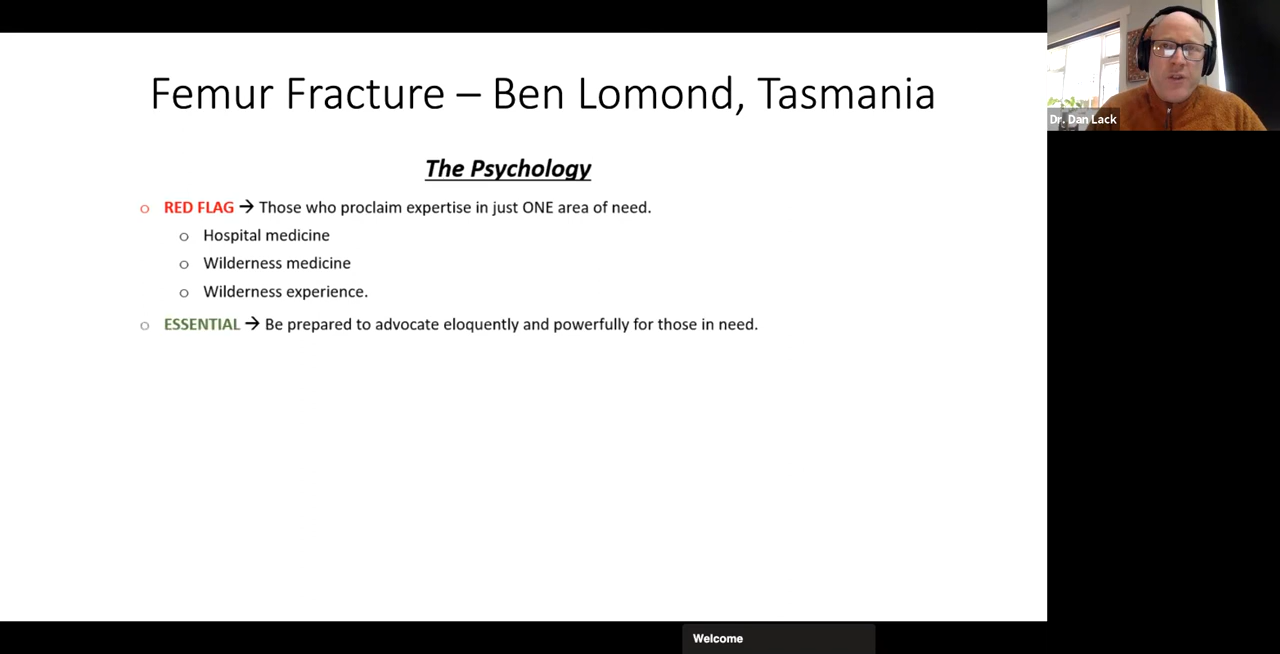 Femur Fracture – Ben Lomond, Tasmania
Dr. Dan Lack
The Psychology
o RED FLAG → Those who proclaim expertise in just ONE area of need.
o Hospital medicine
o Wilderness medicine
o Wilderness experience.
o ESSENTIAL → Be prepared to advocate eloquently and powerfully for those in need.
Welcome